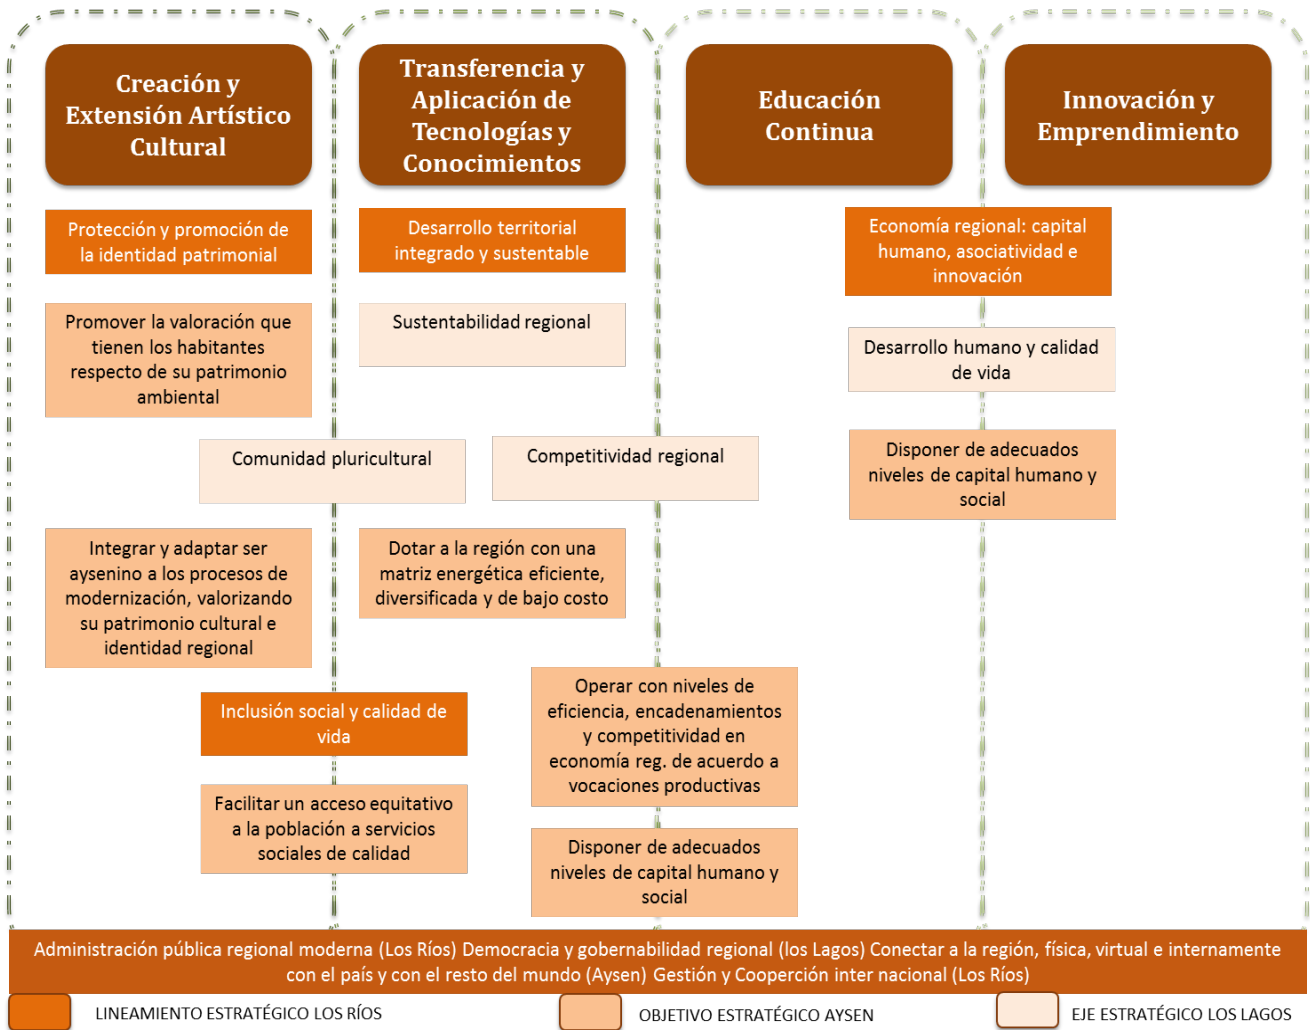 Creación y
Extensión Artístico
Cultural
Transferencia y
Aplicación de
Tecnologías y
Conocimientos
Educación
Continua
Innovación y
Emprendimiento
Protección y promoción de
la identidad patrimonial
Desarrollo territorial
integrado y sustentable
Economía regional: capital
humano, asociatividad e
innovación
Promover la valoración que
tienen los habitantes
respecto de su patrimonio
ambiental
Sustentabilidad regional
Desarrollo humano y calidad
de vida
Comunidad pluricultural
Competitividad regional
Disponer de adecuados
niveles de capital humano y
social
Integrar y adaptar ser
aysenino a los procesos de
modernización, valorizando
su patrimonio cultural e
identidad regional
Dotar a la región con una
matriz energética eficiente,
diversificada y de bajo costo
Inclusión social y calidad de
vida
Operar con niveles de
eficiencia, encadenamientos
y competitividad en
economía reg. de acuerdo a
vocaciones productivas
Facilitar un acceso equitativo
a la población a servicios
sociales de calidad
Disponer de adecuados
niveles de capital humano y
social
Administración pública regional moderna (Los Ríos) Democracia y gobernabilidad regional (los Lagos) Conectar a la región, física, virtual e internamente
con el país y con el resto del mundo (Aysen) Gestión y Cooperción inter nacional (Los Ríos)
LINEAMIENTO ESTRATÉGICO LOS RÍOS
OBJETIVO ESTRATÉGICO AYSEN
EJE ESTRATÉGICO LOS LAGOS